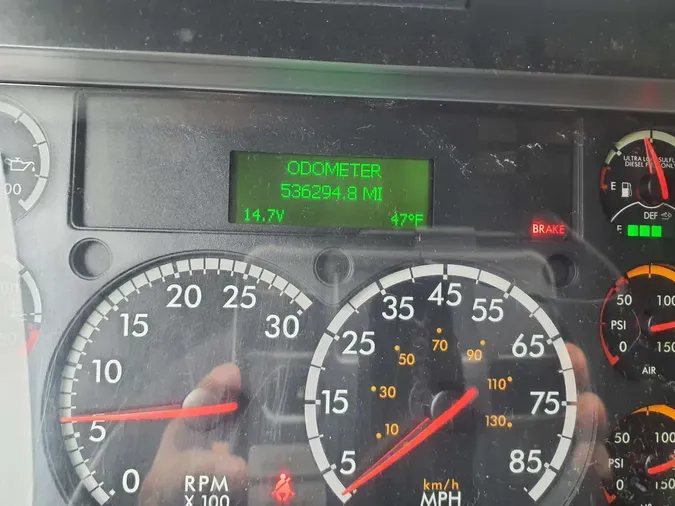 ODOMETER
536294.8 MI
14.7V 47°F
BRAKE
ULTRA LOW SULFUR
DIESEL FUEL ONLY
E
DEF
E
0 5 10 15 20 25 30
RPM
X 100
5 15 25 35 45 55 65 75 85
10 30 50 70 90 110 130
km/h
MPH
50 100
PSI
0 150
AIR
50 100
PSI
0 150